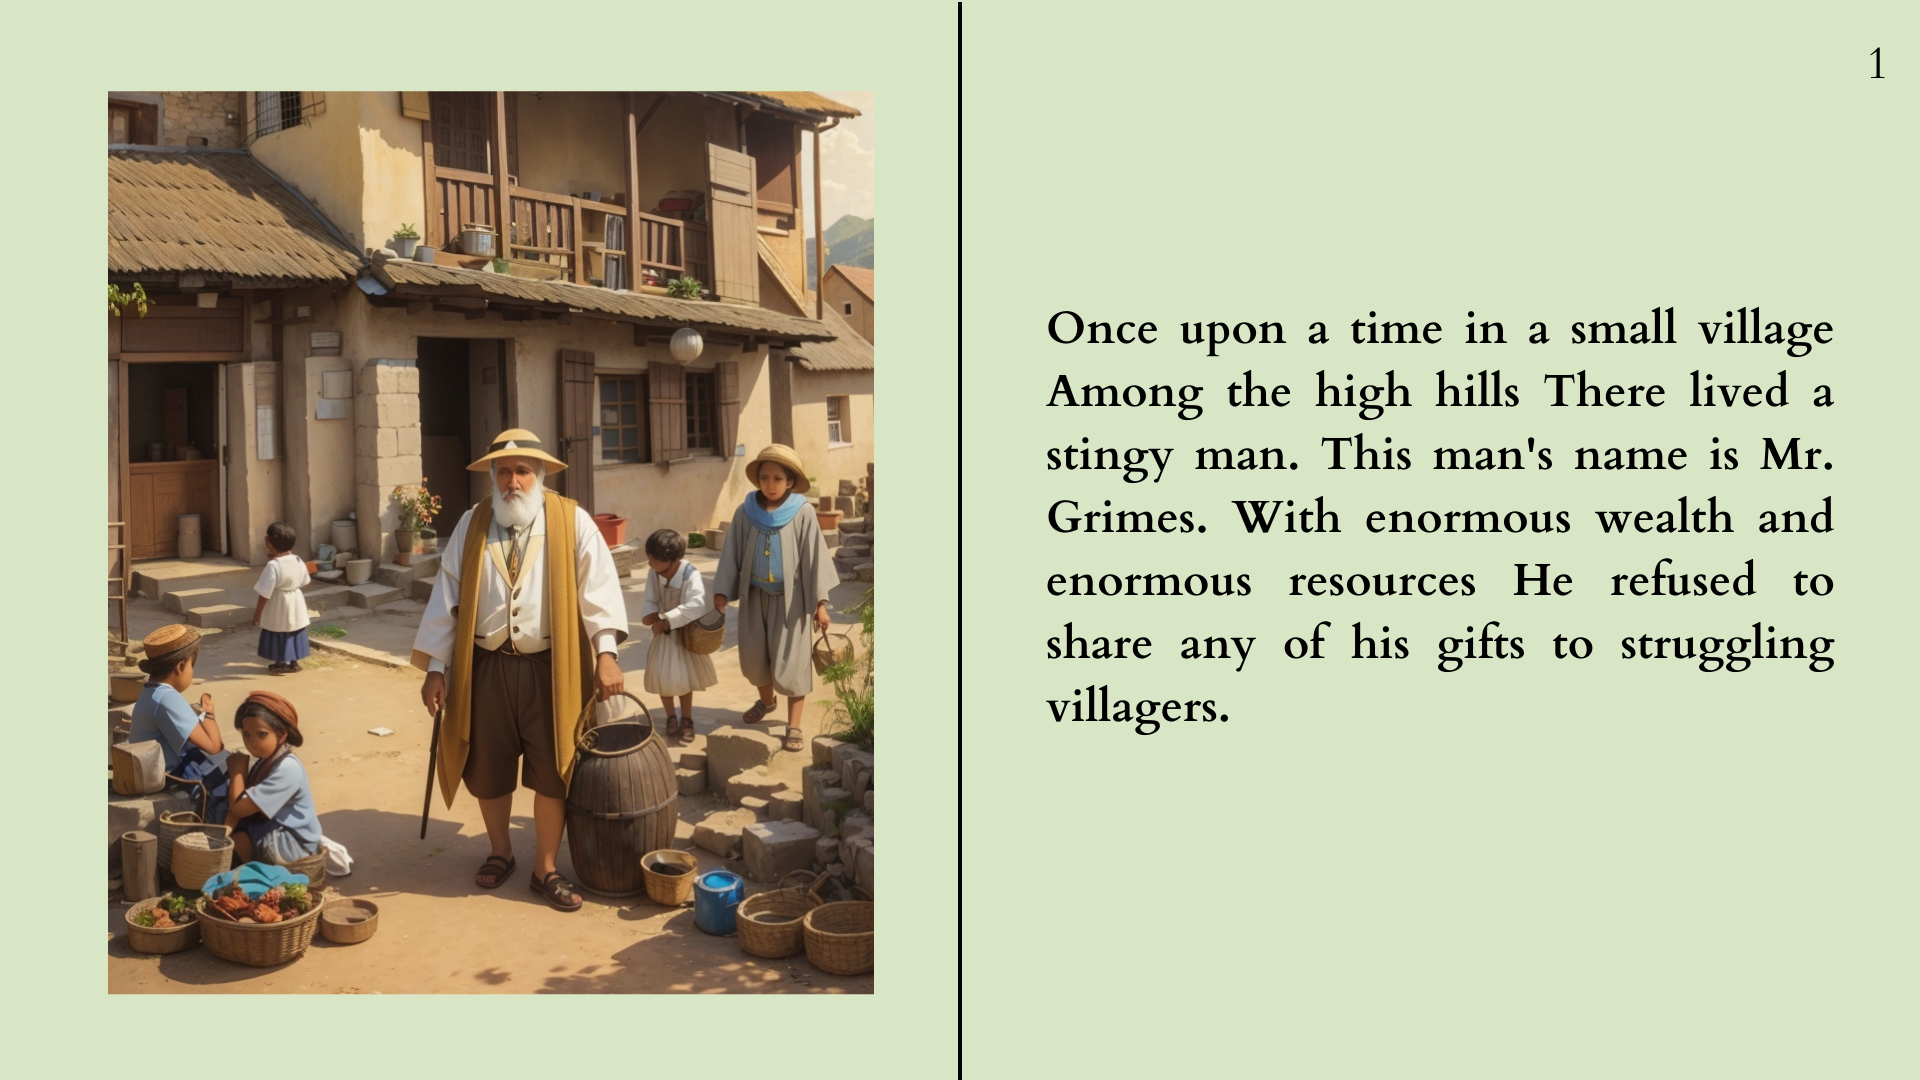 1
Once upon a time in a small village
Among the high hills There lived a
stingy man. This man's name is Mr.
Grimes. With enormous wealth and
enormous resources He refused to
share any of his gifts to struggling
villagers.